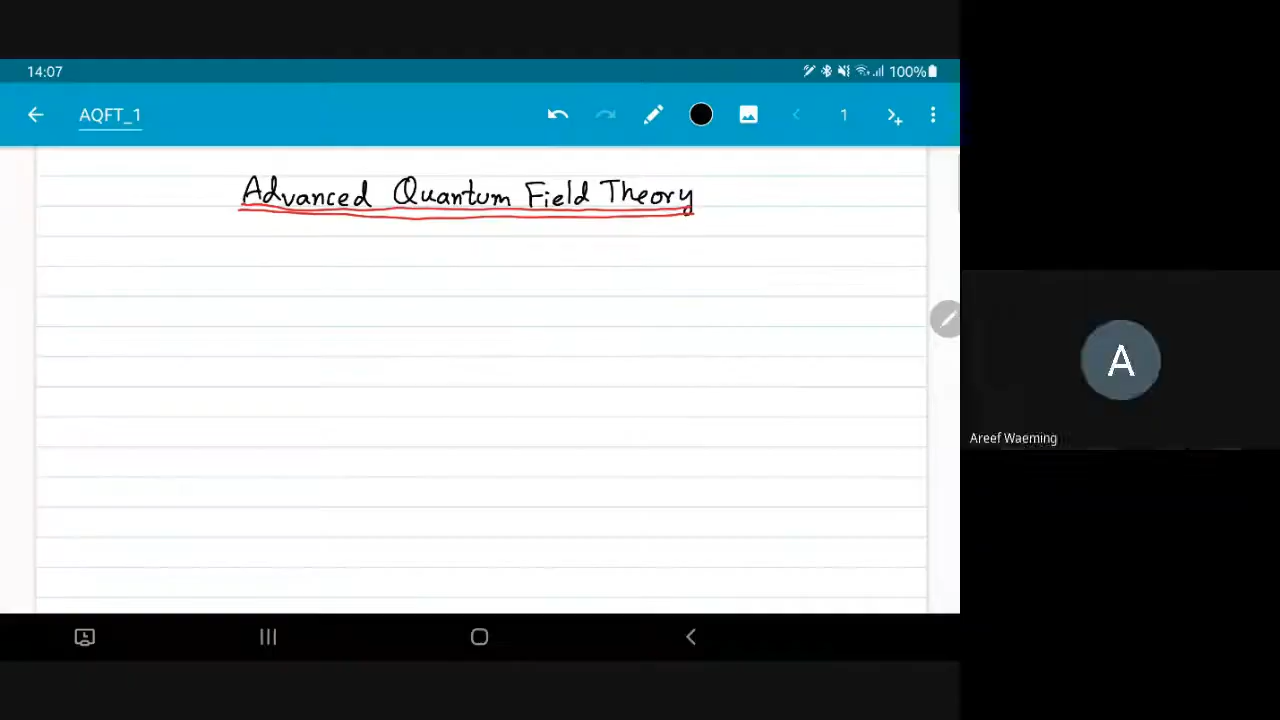 14:07 100%
AQFT_1 1
Advanced Quantum Field Theory
A
Areef Waeming